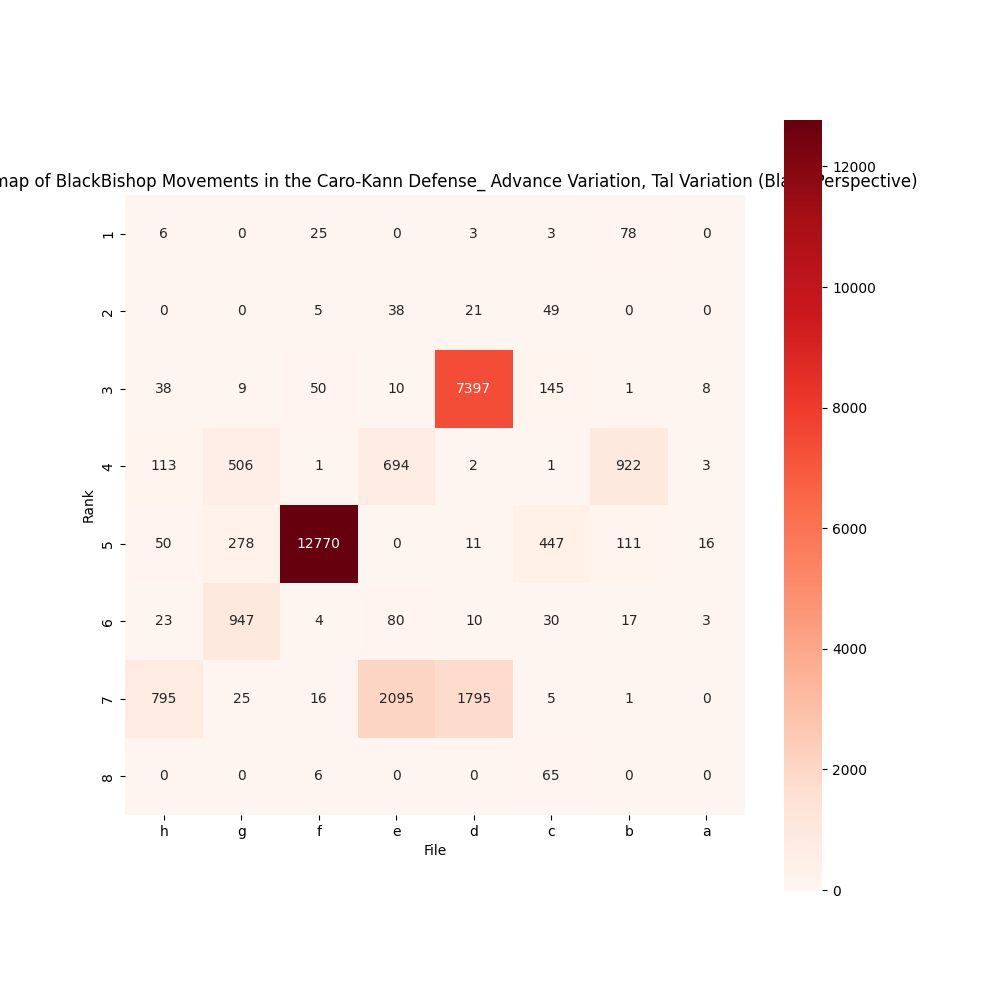 map of BlackBishop Movements in the Caro-Kann Defense_ Advance Variation, Tal Variation (Bla Perspective)
12000
10000
8000
6000
4000
2000
0
Rank
1 6 0 25 0 3 3 78 0
2 0 0 5 38 21 49 0 0
3 38 9 50 10 7397 145 1 8
4 113 506 1 694 2 1 922 3
5 50 278 12770 0 11 447 111 16
6 23 947 4 80 10 30 17 3
7 795 25 16 2095 1795 5 1 0
8 0 0 6 0 0 65 0 0
h g f e d c b a
File